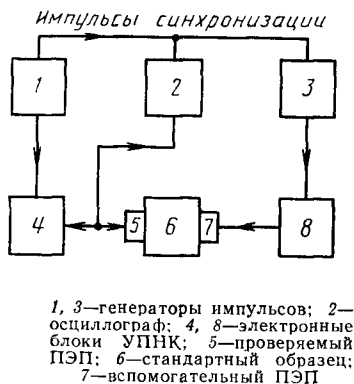 Импульсы синхронизации
1
2
3
4
5
6
7
8
1, 3—генераторы импульсов; 2—
осциллограф; 4, 8—электронные
блоки УПНК; 5—проверяемый
ПЭП; 6—стандартный образец;
7—вспомогательный ПЭП